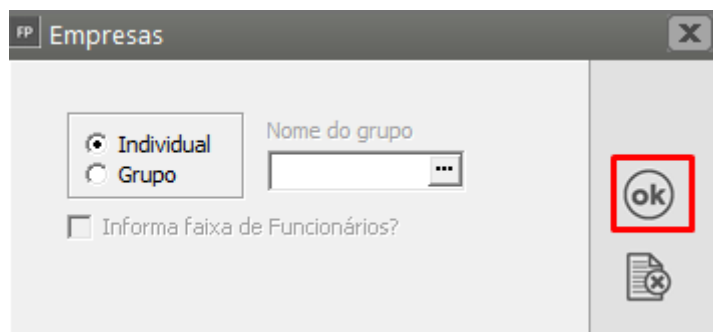 FP Empresas
Individual
Grupo
Nome do grupo
...
Informa faixa de Funcionários?
ok